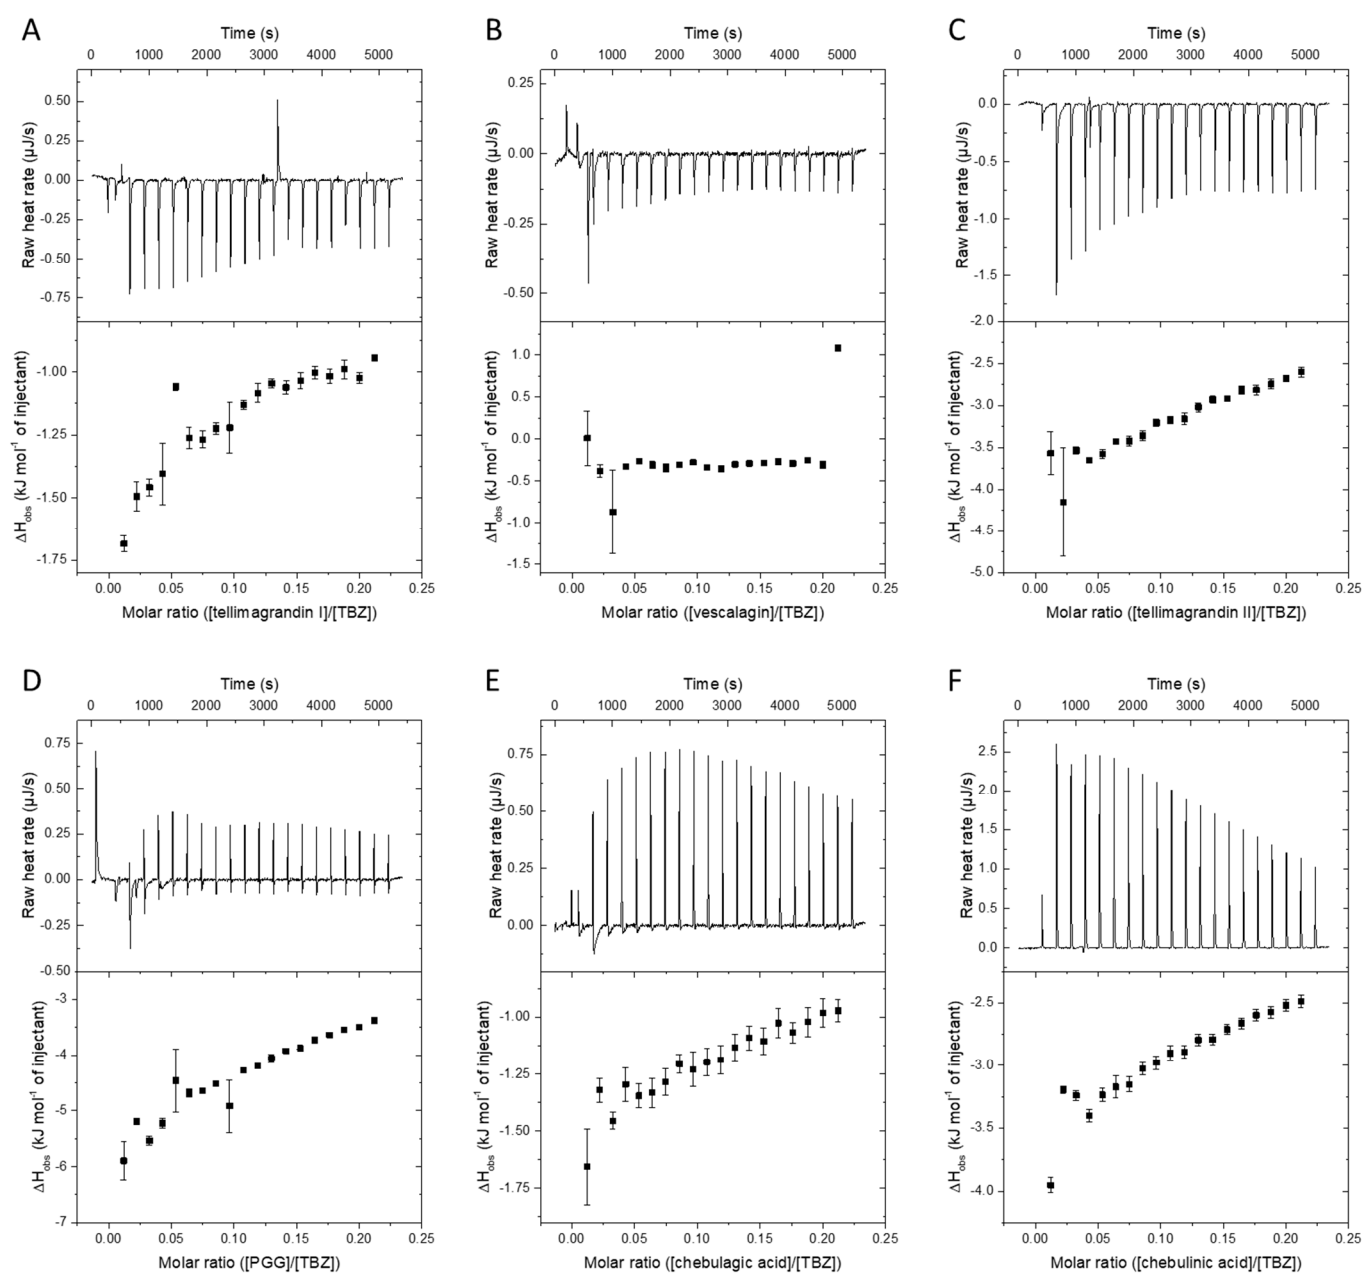 A
Time (s)
0 1000 2000 3000 4000 5000
Raw heat rate (µJ/s)
0.50
0.25
0.00
-0.25
-0.50
-0.75
ΔHobs (kJ mol-1 of injectant)
-1.00
-1.25
-1.50
-1.75
0.00 0.05 0.10 0.15 0.20 0.25
Molar ratio ([tellimagrandin I]/[TBZ])
B
Time (s)
0 1000 2000 3000 4000 5000
Raw heat rate (µJ/s)
0.25
0.00
-0.25
-0.50
ΔHobs (kJ mol-1 of injectant)
1.0
0.5
0.0
-0.5
-1.0
-1.5
0.00 0.05 0.10 0.15 0.20 0.25
Molar ratio ([vescalagin]/[TBZ])
C
Time (s)
0 1000 2000 3000 4000 5000
Raw heat rate (µJ/s)
0.0
-0.5
-1.0
-1.5
-2.0
ΔHobs (kJ mol-1 of injectant)
-2.5
-3.0
-3.5
-4.0
-4.5
-5.0
0.00 0.05 0.10 0.15 0.20 0.25
Molar ratio ([tellimagrandin II]/[TBZ])
D
Time (s)
0 1000 2000 3000 4000 5000
Raw heat rate (µJ/s)
0.75
0.50
0.25
0.00
-0.25
-0.50
ΔHobs (kJ mol-1 of injectant)
-3
-4
-5
-6
-7
0.00 0.05 0.10 0.15 0.20 0.25
Molar ratio ([PGG]/[TBZ])
E
Time (s)
0 1000 2000 3000 4000 5000
Raw heat rate (µJ/s)
0.75
0.50
0.25
0.00
ΔHobs (kJ mol-1 of injectant)
-1.00
-1.25
-1.50
-1.75
0.00 0.05 0.10 0.15 0.20 0.25
Molar ratio ([chebulagic acid]/[TBZ])
F
Time (s)
0 1000 2000 3000 4000 5000
Raw heat rate (µJ/s)
2.5
2.0
1.5
1.0
0.5
0.0
ΔHobs (kJ mol-1 of injectant)
-2.5
-3.0
-3.5
-4.0
0.00 0.05 0.10 0.15 0.20 0.25
Molar ratio ([chebulinic acid]/[TBZ])